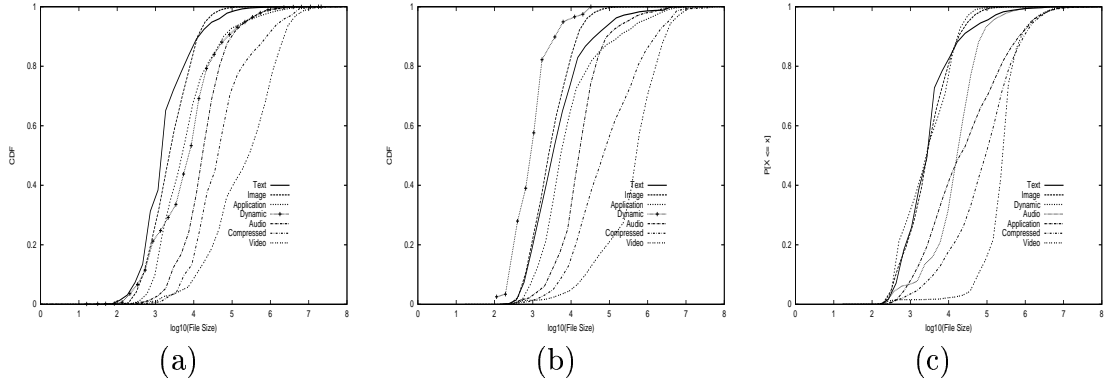 1
0.8
0.6
0.4
0.2
0
CDF
0 1 2 3 4 5 6 7 8
log10(File Size)
Text
Image
Application
Dynamic
Audio
Compressed
Video
(a)
1
0.8
0.6
0.4
0.2
0
CDF
0 1 2 3 4 5 6 7 8
log10(File Size)
Text
Image
Application
Dynamic
Audio
Compressed
Video
(b)
1
0.8
0.6
0.4
0.2
0
P[X <= x]
0 1 2 3 4 5 6 7 8
log10(File Size)
Text
Image
Dynamic
Audio
Application
Compressed
Video
(c)